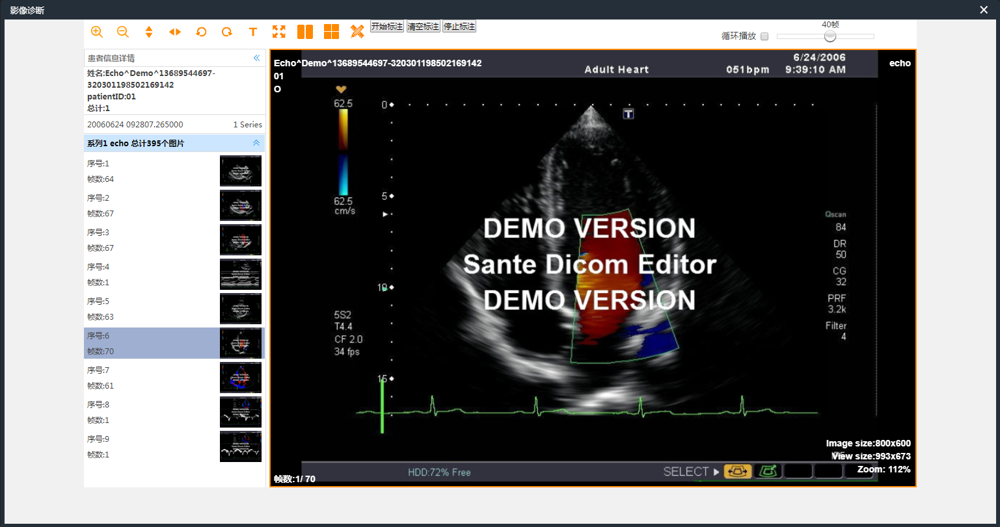 影像诊断
T
开始标注 清空标注 停止标注
40帧
循环播放
患者信息详情
姓名:Echo^Demo^13689544697-
320301198502169142
patientID:01
总计:1
20060624 092807.265000 1 Series
系列1 echo 总计395个图片
序号:1
帧数:64
序号:2
帧数:67
序号:3
帧数:67
序号:4
帧数:1
序号:5
帧数:63
序号:6
帧数:70
序号:7
帧数:61
序号:8
帧数:1
序号:9
帧数:1
6/24/2006
Echo^Demo^13689544697-320301198502169142
echo
Adult Heart 051bpm 9:39:10 AM
01
O
62.5
0
T
5
62.5
cm/s
Qscan
84
DEMO VERSION
DR
50
Sante Dicom Editor
CG
32
10
DEMO VERSION
PRF
3.2k
5S2
T4.4
CF 2.0
34 fps
Filter
4
15
Image size:800x600
View size:993x673
Zoom: 112%
HDD:72% Free
SELECT
帧数:1/ 70